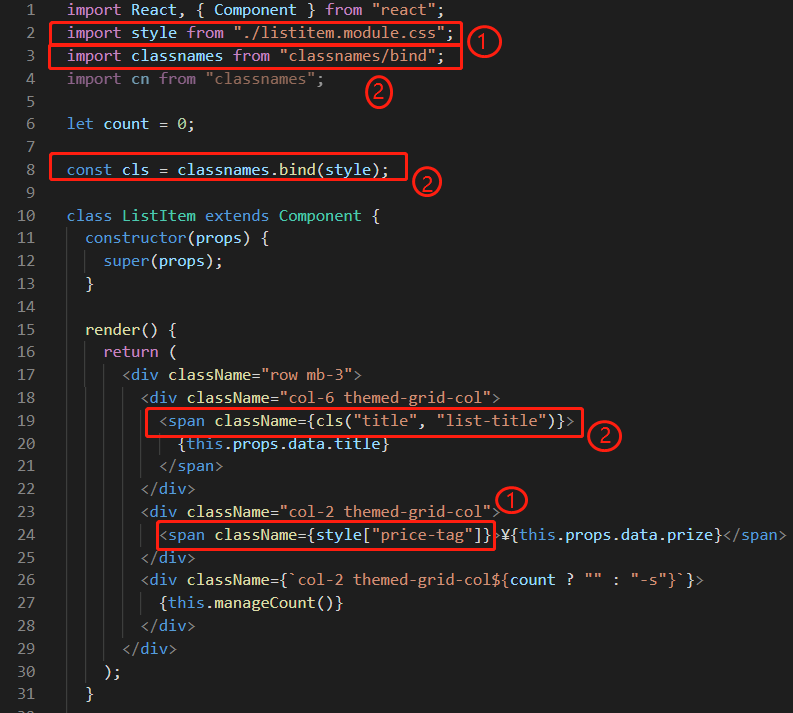 1 import React, { Component } from "react";
2 import style from "./listitem.module.css"; 1
3 import classnames from "classnames/bind";
4 import cn from "classnames"; 2
5
6 let count = 0;
7
8 const cls = classnames.bind(style); 2
9
10 class ListItem extends Component {
11 constructor(props) {
12 super(props);
13 }
14
15 render() {
16 return (
17 <div className="row mb-3">
18 <div className="col-6 themed-grid-col">
19 <span className={cls("title", "list-title")}> 2
20 {this.props.data.title}
21 </span>
22 </div>
23 <div className="col-2 themed-grid-col"> 1
24 <span className={style["price-tag"]}>¥{this.props.data.prize}</span>
25 </div>
26 <div className={`col-2 themed-grid-col${count ? "" : "-s"}`}>
27 {this.manageCount()}
28 </div>
29 </div>
30 );
31 }